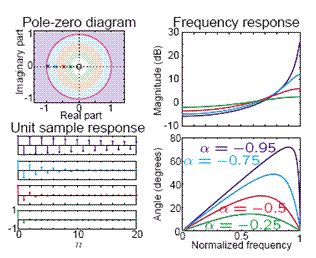 Pole-zero diagram
Imaginary part
1
0
-1
-1 0 1
Real part
Unit sample response
1
-1
0 10 20
n
Frequency response
Magnitude (dB)
30
20
10
0
-10
Angle (degrees)
80
60
40
20
0
α = −0.95
α = −0.75
α = −0.5
α = −0.25
0 0.5 1
Normalized frequency